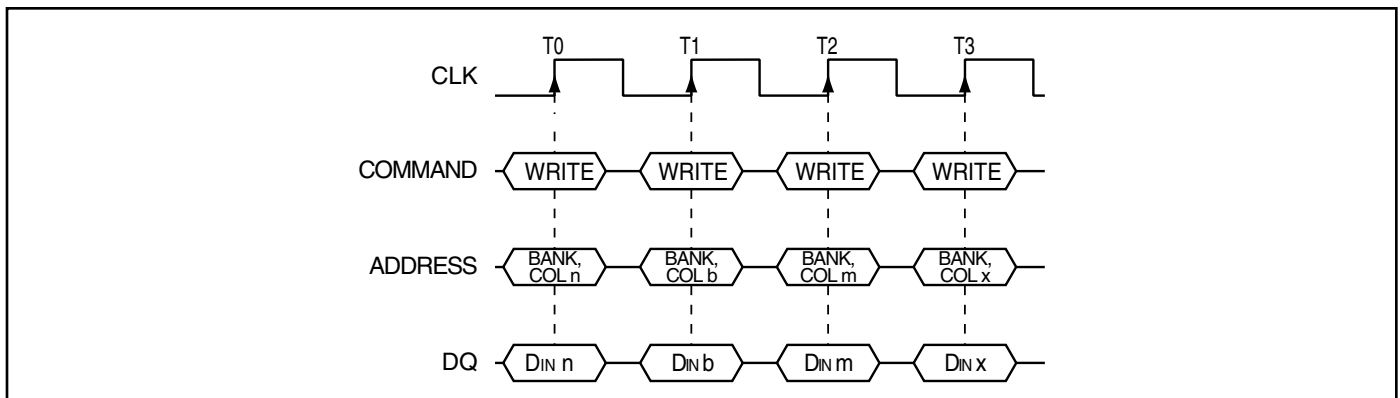 T0 T1 T2 T3
CLK
COMMAND WRITE WRITE WRITE WRITE
ADDRESS BANK, COL n BANK, COL b BANK, COL m BANK, COL x
DQ DIN n DIN b DIN m DIN x